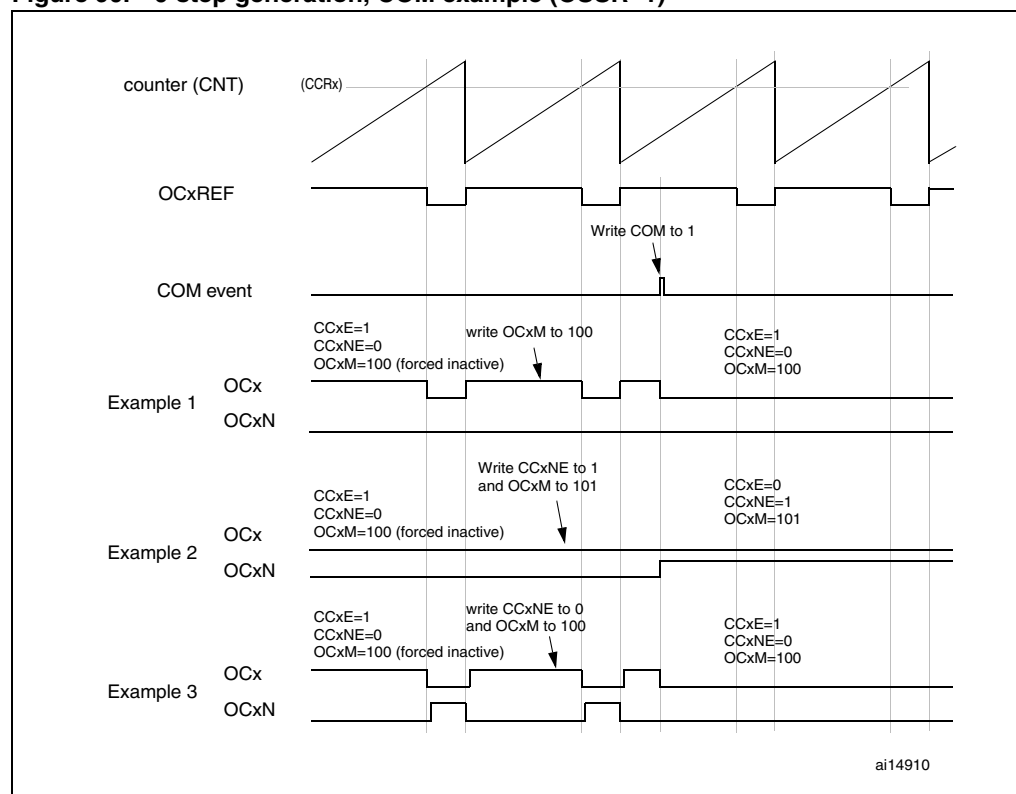 Figure 6-step generation, COM example (OSSR=1)
counter (CNT)
(CCRx)
OCxREF
Write COM to 1
COM event
CCxE=1
CCxNE=0
OCxM=100 (forced inactive)
write OCxM to 100
CCxE=1
CCxNE=0
OCxM=100
Example 1
OCx
OCxN
Write CCxNE to 1
and OCxM to 101
CCxE=1
CCxNE=0
OCxM=100 (forced inactive)
CCxE=0
CCxNE=1
OCxM=101
Example 2
OCx
OCxN
write CCxNE to 0
and OCxM to 100
CCxE=1
CCxNE=0
OCxM=100 (forced inactive)
CCxE=1
CCxNE=0
OCxM=100
Example 3
OCx
OCxN
ai14910